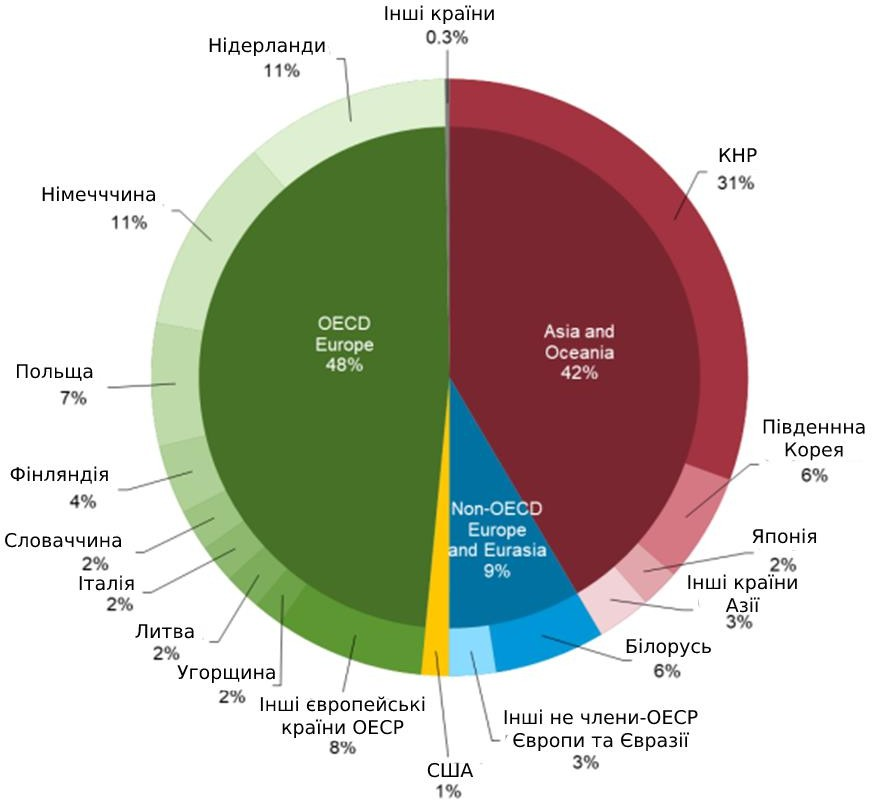 Інші країни
0.3%
Нідерланди
11%
КНР
31%
Німечччина
11%
OECD
Europe
48%
Asia and
Oceania
42%
Польща
7%
Південнна
Корея
6%
Фінляндія
4%
Non-OECD
Europe
and Eurasia
9%
Словаччина
2%
Японія
2%
Італія
2%
Інші країни
Азії
3%
Литва
2%
Білорусь
6%
Угорщина
2%
Інші європейські
країни ОЕСР
8%
Інші не члени-ОЕСР
Європи та Євразії
3%
США
1%